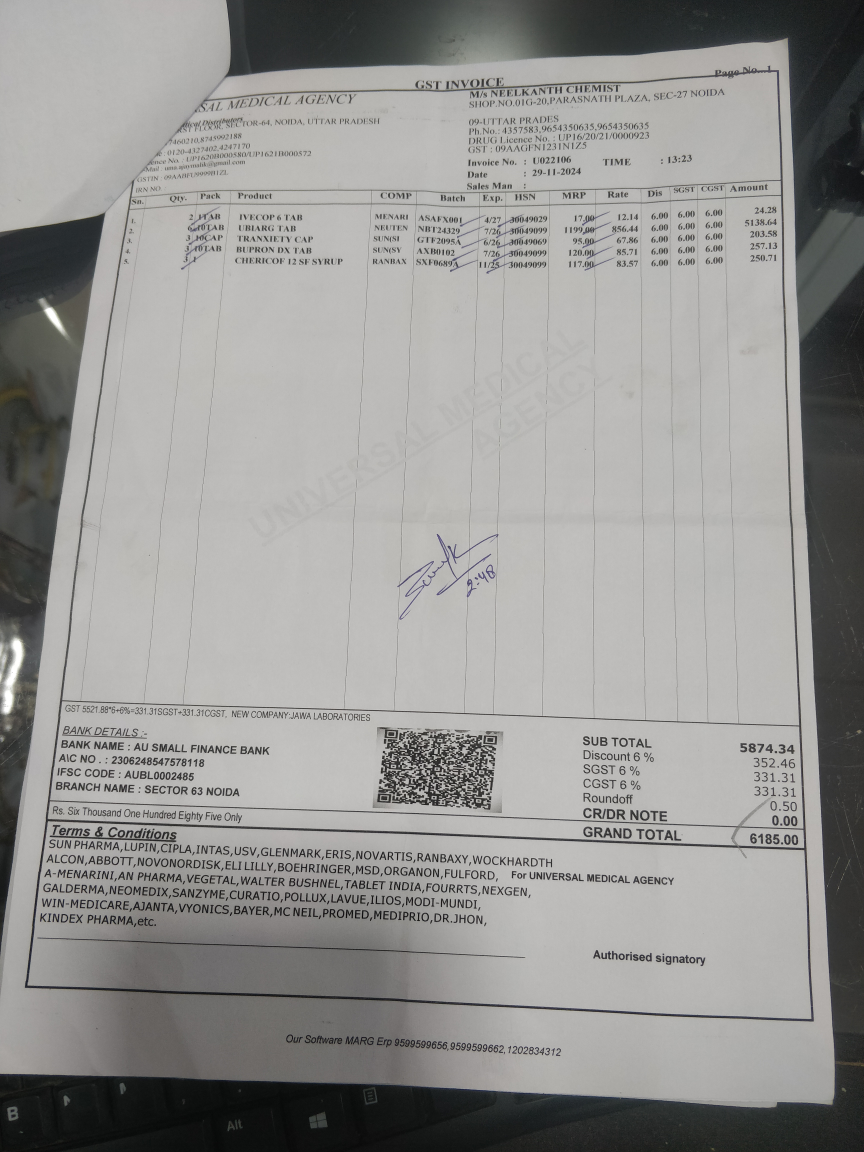 Page No...1
GST INVOICE
SAL MEDICAL AGENCY
M/s NEELKANTH CHEMIST
SHOP.NO.01G-20,PARASNATH PLAZA, SEC-27 NOIDA
Medical Distributors
FLOOR, SECTOR-64, NOIDA, UTTAR PRADESH
09-UTTAR PRADES
7460210,8745992188
Ph.No.: 4357583,9654350635,9654350635
: 0120-4327402,4247170
DRUG Licence No. : UP16/20/21/0000923
ence No. : UP1620B000580/UP1621B000572
GST : 09AAGFN1231N1Z5
Mail :
Invoice No. : U022106 TIME : 13:23
GSTIN :
Date : 29-11-2024
IRN NO :
Sales Man :
Sn. Qty. Pack Product COMP Batch Exp. HSN MRP Rate Dis SGST CGST Amount
1. 2 1TAB IVECOP 6 TAB MENARI ASAFX001 4/27 30049029 17.00 12.14 6.00 6.00 6.00 24.28
2. 6 10TAB UBIARG TAB NEUTEN NBT24329 7/26 30049099 1199.00 856.44 6.00 6.00 6.00 5138.64
3. 3 10CAP TRANXIETY CAP SUNSI GTF2095A 6/26 30049069 95.00 67.86 6.00 6.00 6.00 203.58
4. 3 10TAB BUPRON DX TAB SUNSY AXB0102 7/26 30049099 120.00 85.71 6.00 6.00 6.00 257.13
5. 3 1 CHERICOF 12 SF SYRUP RANBAX SXF0689A 11/25 30049099 117.00 83.57 6.00 6.00 6.00 250.71
UNIVERSAL MEDICAL
AGENCY
2:48
GST 5521.88*6+6%=331.31SGST+331.31CGST, NEW COMPANY:JAWA LABORATORIES
BANK DETAILS :-
BANK NAME : AU SMALL FINANCE BANK
A\C NO . : 2306248547578118
IFSC CODE : AUBL0002485
BRANCH NAME : SECTOR 63 NOIDA
SUB TOTAL 5874.34
Discount 6 % 352.46
SGST 6 % 331.31
CGST 6 % 331.31
Roundoff 0.50
CR/DR NOTE 0.00
GRAND TOTAL 6185.00
Rs. Six Thousand One Hundred Eighty Five Only
Terms & Conditions
SUN PHARMA,LUPIN,CIPLA,INTAS,USV,GLENMARK,ERIS,NOVARTIS,RANBAXY,WOCKHARDTH
ALCON,ABBOTT,NOVONORDISK,ELI LILLY,BOEHRINGER,MSD,ORGANON,FULFORD,
For UNIVERSAL MEDICAL AGENCY
A-MENARINI,AN PHARMA,VEGETAL,WALTER BUSHNEL,TABLET INDIA,FOURRTS,NEXGEN,
GALDERMA,NEOMEDIX,SANZYME,CURATIO,POLLUX,LAVUE,ILIOS,MODI-MUNDI,
WIN-MEDICARE,AJANTA,VYONICS,BAYER,MC NEIL,PROMED,MEDIPRIO,DR.JHON,
KINDEX PHARMA,etc.
Authorised signatory
Our Software MARG Erp 9599599656,9599599662,1202834312
B
Alt